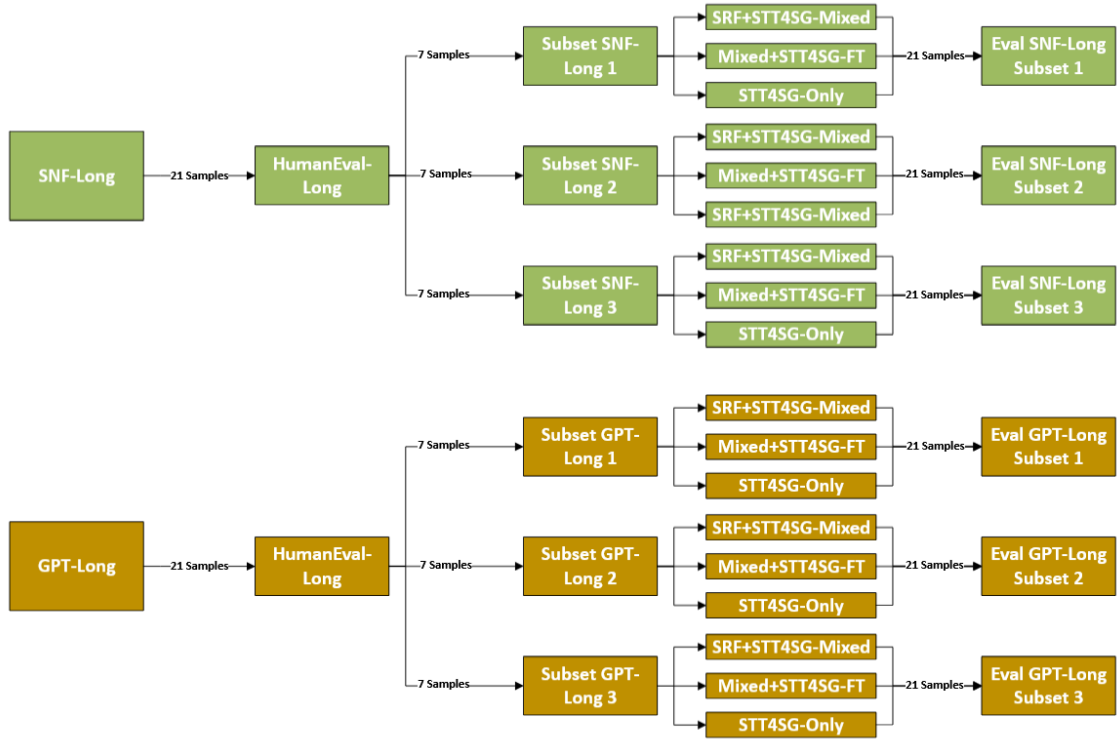 SNF-Long
21 Samples
HumanEval-
Long
7 Samples
Subset SNF-
Long 1
SRF+STT4SG-Mixed
Mixed+STT4SG-FT
STT4SG-Only
21 Samples
Eval SNF-Long
Subset 1
7 Samples
Subset SNF-
Long 2
SRF+STT4SG-Mixed
Mixed+STT4SG-FT
SRF+STT4SG-Mixed
21 Samples
Eval SNF-Long
Subset 2
7 Samples
Subset SNF-
Long 3
SRF+STT4SG-Mixed
Mixed+STT4SG-FT
STT4SG-Only
21 Samples
Eval SNF-Long
Subset 3
GPT-Long
21 Samples
HumanEval-
Long
7 Samples
Subset GPT-
Long 1
SRF+STT4SG-Mixed
Mixed+STT4SG-FT
STT4SG-Only
21 Samples
Eval GPT-Long
Subset 1
7 Samples
Subset GPT-
Long 2
SRF+STT4SG-Mixed
Mixed+STT4SG-FT
STT4SG-Only
21 Samples
Eval GPT-Long
Subset 2
7 Samples
Subset GPT-
Long 3
SRF+STT4SG-Mixed
Mixed+STT4SG-FT
STT4SG-Only
21 Samples
Eval GPT-Long
Subset 3